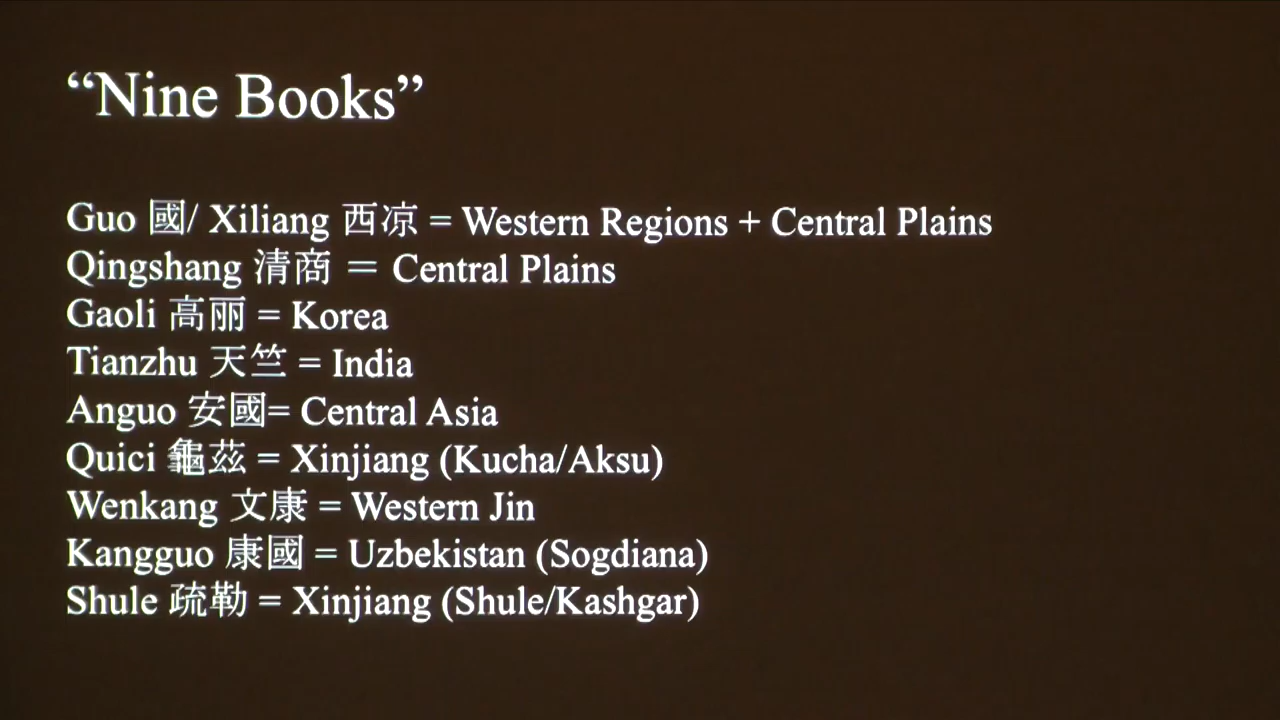 “Nine Books”
Guo 國/ Xiliang 西凉 = Western Regions + Central Plains
Qingshang 清商 = Central Plains
Gaoli 高丽 = Korea
Tianzhu 天竺 = India
Anguo 安國= Central Asia
Quici 龜茲 = Xinjiang (Kucha/Aksu)
Wenkang 文康 = Western Jin
Kangguo 康國 = Uzbekistan (Sogdiana)
Shule 疏勒 = Xinjiang (Shule/Kashgar)